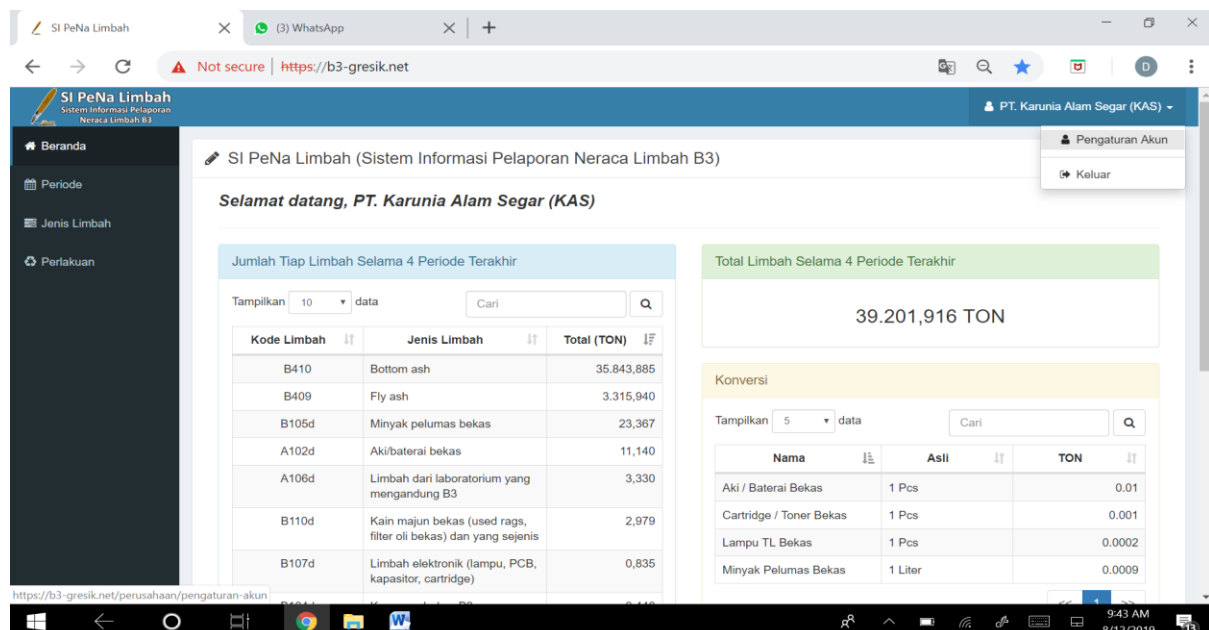 SI PeNa Limbah
(3) WhatsApp
Not secure | https://b3-gresik.net
D
SI PeNa Limbah
Sistem Informasi Pelaporan
Neraca Limbah B3
PT. Karunia Alam Segar (KAS)
Pengaturan Akun
Keluar
Beranda
Periode
Jenis Limbah
Perlakuan
SI PeNa Limbah (Sistem Informasi Pelaporan Neraca Limbah B3)
Selamat datang, PT. Karunia Alam Segar (KAS)
Jumlah Tiap Limbah Selama 4 Periode Terakhir
Tampilkan 10 data Cari
Kode Limbah Jenis Limbah Total (TON)
B410 Bottom ash 35.843,885
B409 Fly ash 3.315,940
B105d Minyak pelumas bekas 23,367
A102d Aki/baterai bekas 11,140
A106d Limbah dari laboratorium yang 3,330
mengandung B3
B110d Kain majun bekas (used rags, 2,979
filter oli bekas) dan yang sejenis
B107d Limbah elektronik (lampu, PCB, 0,835
kapasitor, cartridge)
Total Limbah Selama 4 Periode Terakhir
39.201,916 TON
Konversi
Tampilkan 5 data Cari
Nama Asli TON
Aki / Baterai Bekas 1 Pcs 0.01
Cartridge / Toner Bekas 1 Pcs 0.001
Lampu TL Bekas 1 Pcs 0.0002
Minyak Pelumas Bekas 1 Liter 0.0009
<< 1 >>
https://b3-gresik.net/perusahaan/pengaturan-akun
9:43 AM
8/13/2019
13